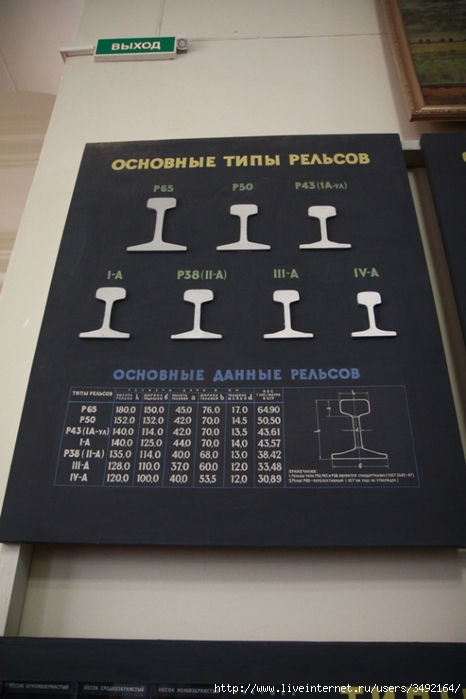 ВЫХОД
ОСНОВНЫЕ ТИПЫ РЕЛЬСОВ
Р65 Р50 Р43(IА-ул)
I-А Р38(II-А) III-А IV-А
ОСНОВНЫЕ ДАННЫЕ РЕЛЬСОВ
ТИПЫ РЕЛЬСОВ
Р65 180.0 150.0 45.0 76.0 17.0 64.90
Р50 152.0 132.0 42.0 70.0 14.5 50,50
Р43(IА-ул) 140.0 114.0 42.0 70.0 13.5 43.61
I-А 140.0 125.0 44.0 70.0 14.0 43.57
Р38(II-А) 135.0 114.0 40.0 68.0 13.0 38.42
III-А 128.0 110.0 37.0 60.0 12.0 33,48
IV-А 120.0 100.0 40.0 53.5 12.0 30,89
ПРИМЕЧАНИЯ:
http://www.liveinternet.ru/users/3492164/